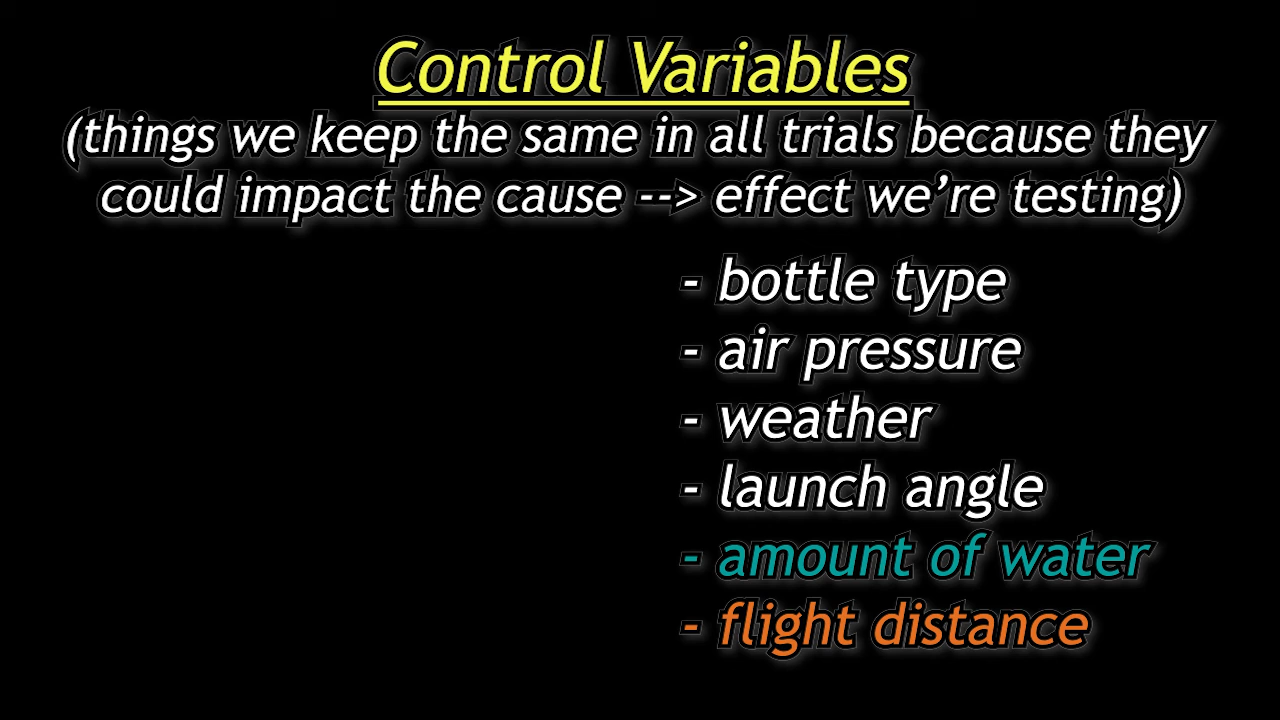 Control Variables
(things we keep the same in all trials because they
could impact the cause --> effect we’re testing)
- bottle type
- air pressure
- weather
- launch angle
- amount of water
- flight distance